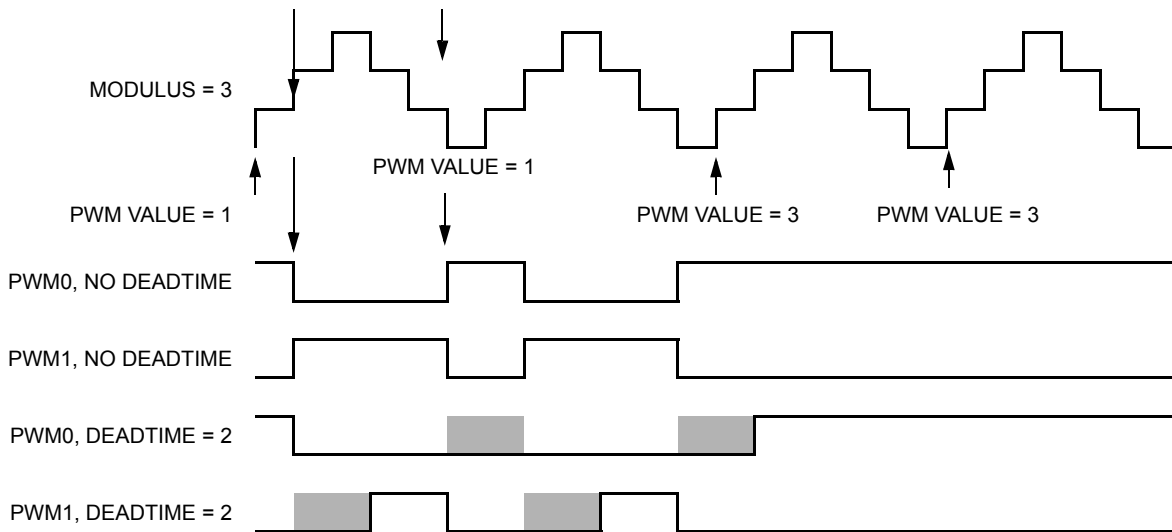 MODULUS = 3
PWM VALUE = 1
PWM VALUE = 1
PWM VALUE = 3
PWM VALUE = 3
PWM0, NO DEADTIME
PWM1, NO DEADTIME
PWM0, DEADTIME = 2
PWM1, DEADTIME = 2